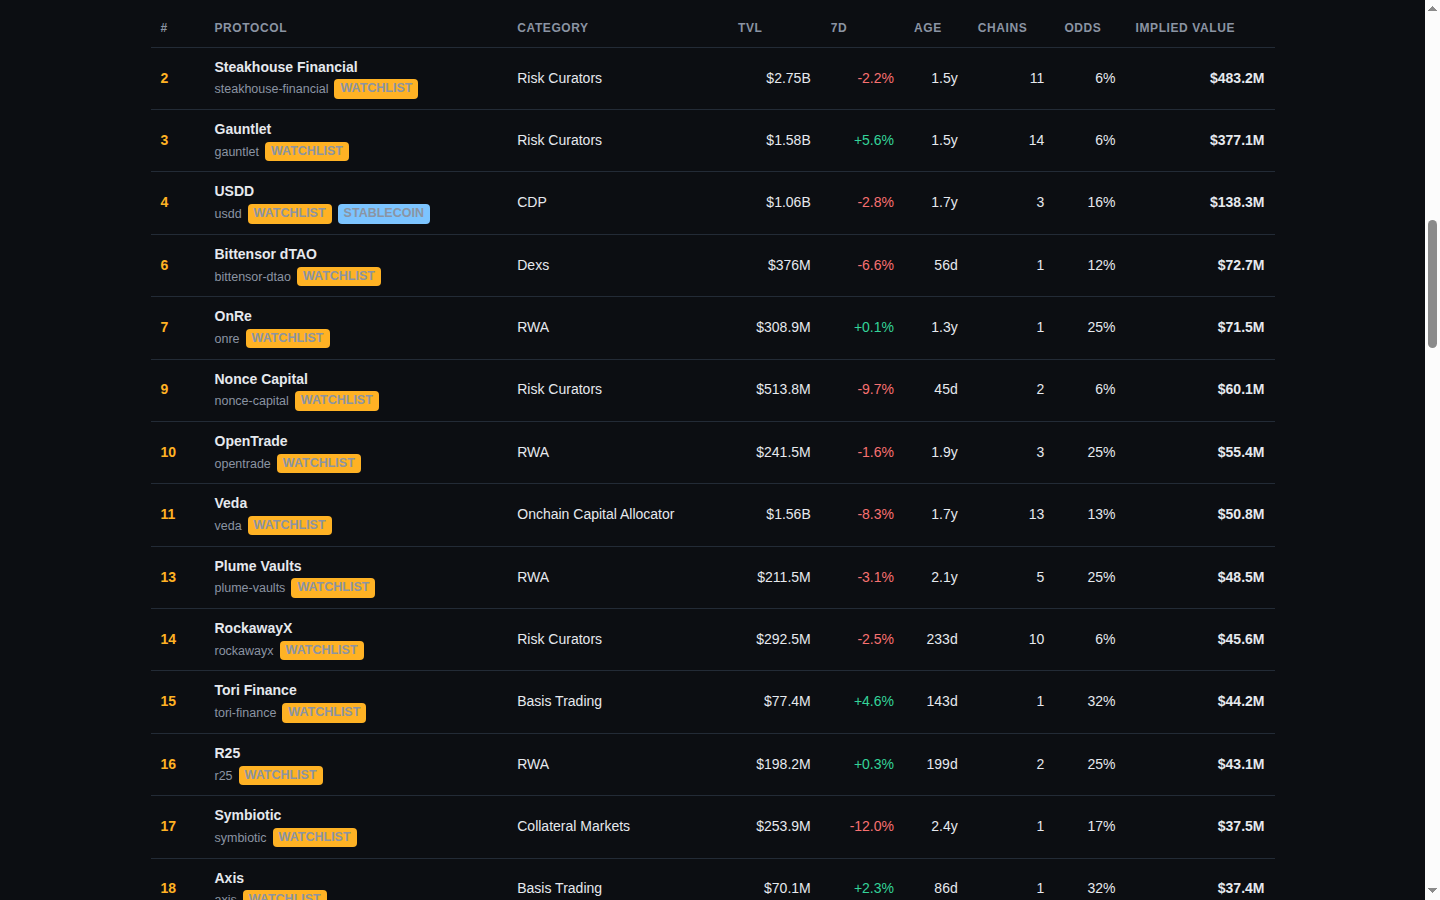 # PROTOCOL CATEGORY TVL 7D AGE CHAINS ODDS IMPLIED VALUE
2 Steakhouse Financial Risk Curators $2.75B -2.2% 1.5y 11 6% $483.2M
steakhouse-financial WATCHLIST
3 Gauntlet Risk Curators $1.58B +5.6% 1.5y 14 6% $377.1M
gauntlet WATCHLIST
4 USDD CDP $1.06B -2.8% 1.7y 3 16% $138.3M
usdd WATCHLIST STABLECOIN
6 Bittensor dTAO Dexs $376M -6.6% 56d 1 12% $72.7M
bittensor-dtao WATCHLIST
7 OnRe RWA $308.9M +0.1% 1.3y 1 25% $71.5M
onre WATCHLIST
9 Nonce Capital Risk Curators $513.8M -9.7% 45d 2 6% $60.1M
nonce-capital WATCHLIST
10 OpenTrade RWA $241.5M -1.6% 1.9y 3 25% $55.4M
opentrade WATCHLIST
11 Veda Onchain Capital Allocator $1.56B -8.3% 1.7y 13 13% $50.8M
veda WATCHLIST
13 Plume Vaults RWA $211.5M -3.1% 2.1y 5 25% $48.5M
plume-vaults WATCHLIST
14 RockawayX Risk Curators $292.5M -2.5% 233d 10 6% $45.6M
rockawayx WATCHLIST
15 Tori Finance Basis Trading $77.4M +4.6% 143d 1 32% $44.2M
tori-finance WATCHLIST
16 R25 RWA $198.2M +0.3% 199d 2 25% $43.1M
r25 WATCHLIST
17 Symbiotic Collateral Markets $253.9M -12.0% 2.4y 1 17% $37.5M
symbiotic WATCHLIST
18 Axis Basis Trading $70.1M +2.3% 86d 1 32% $37.4M
axis WATCHLIST